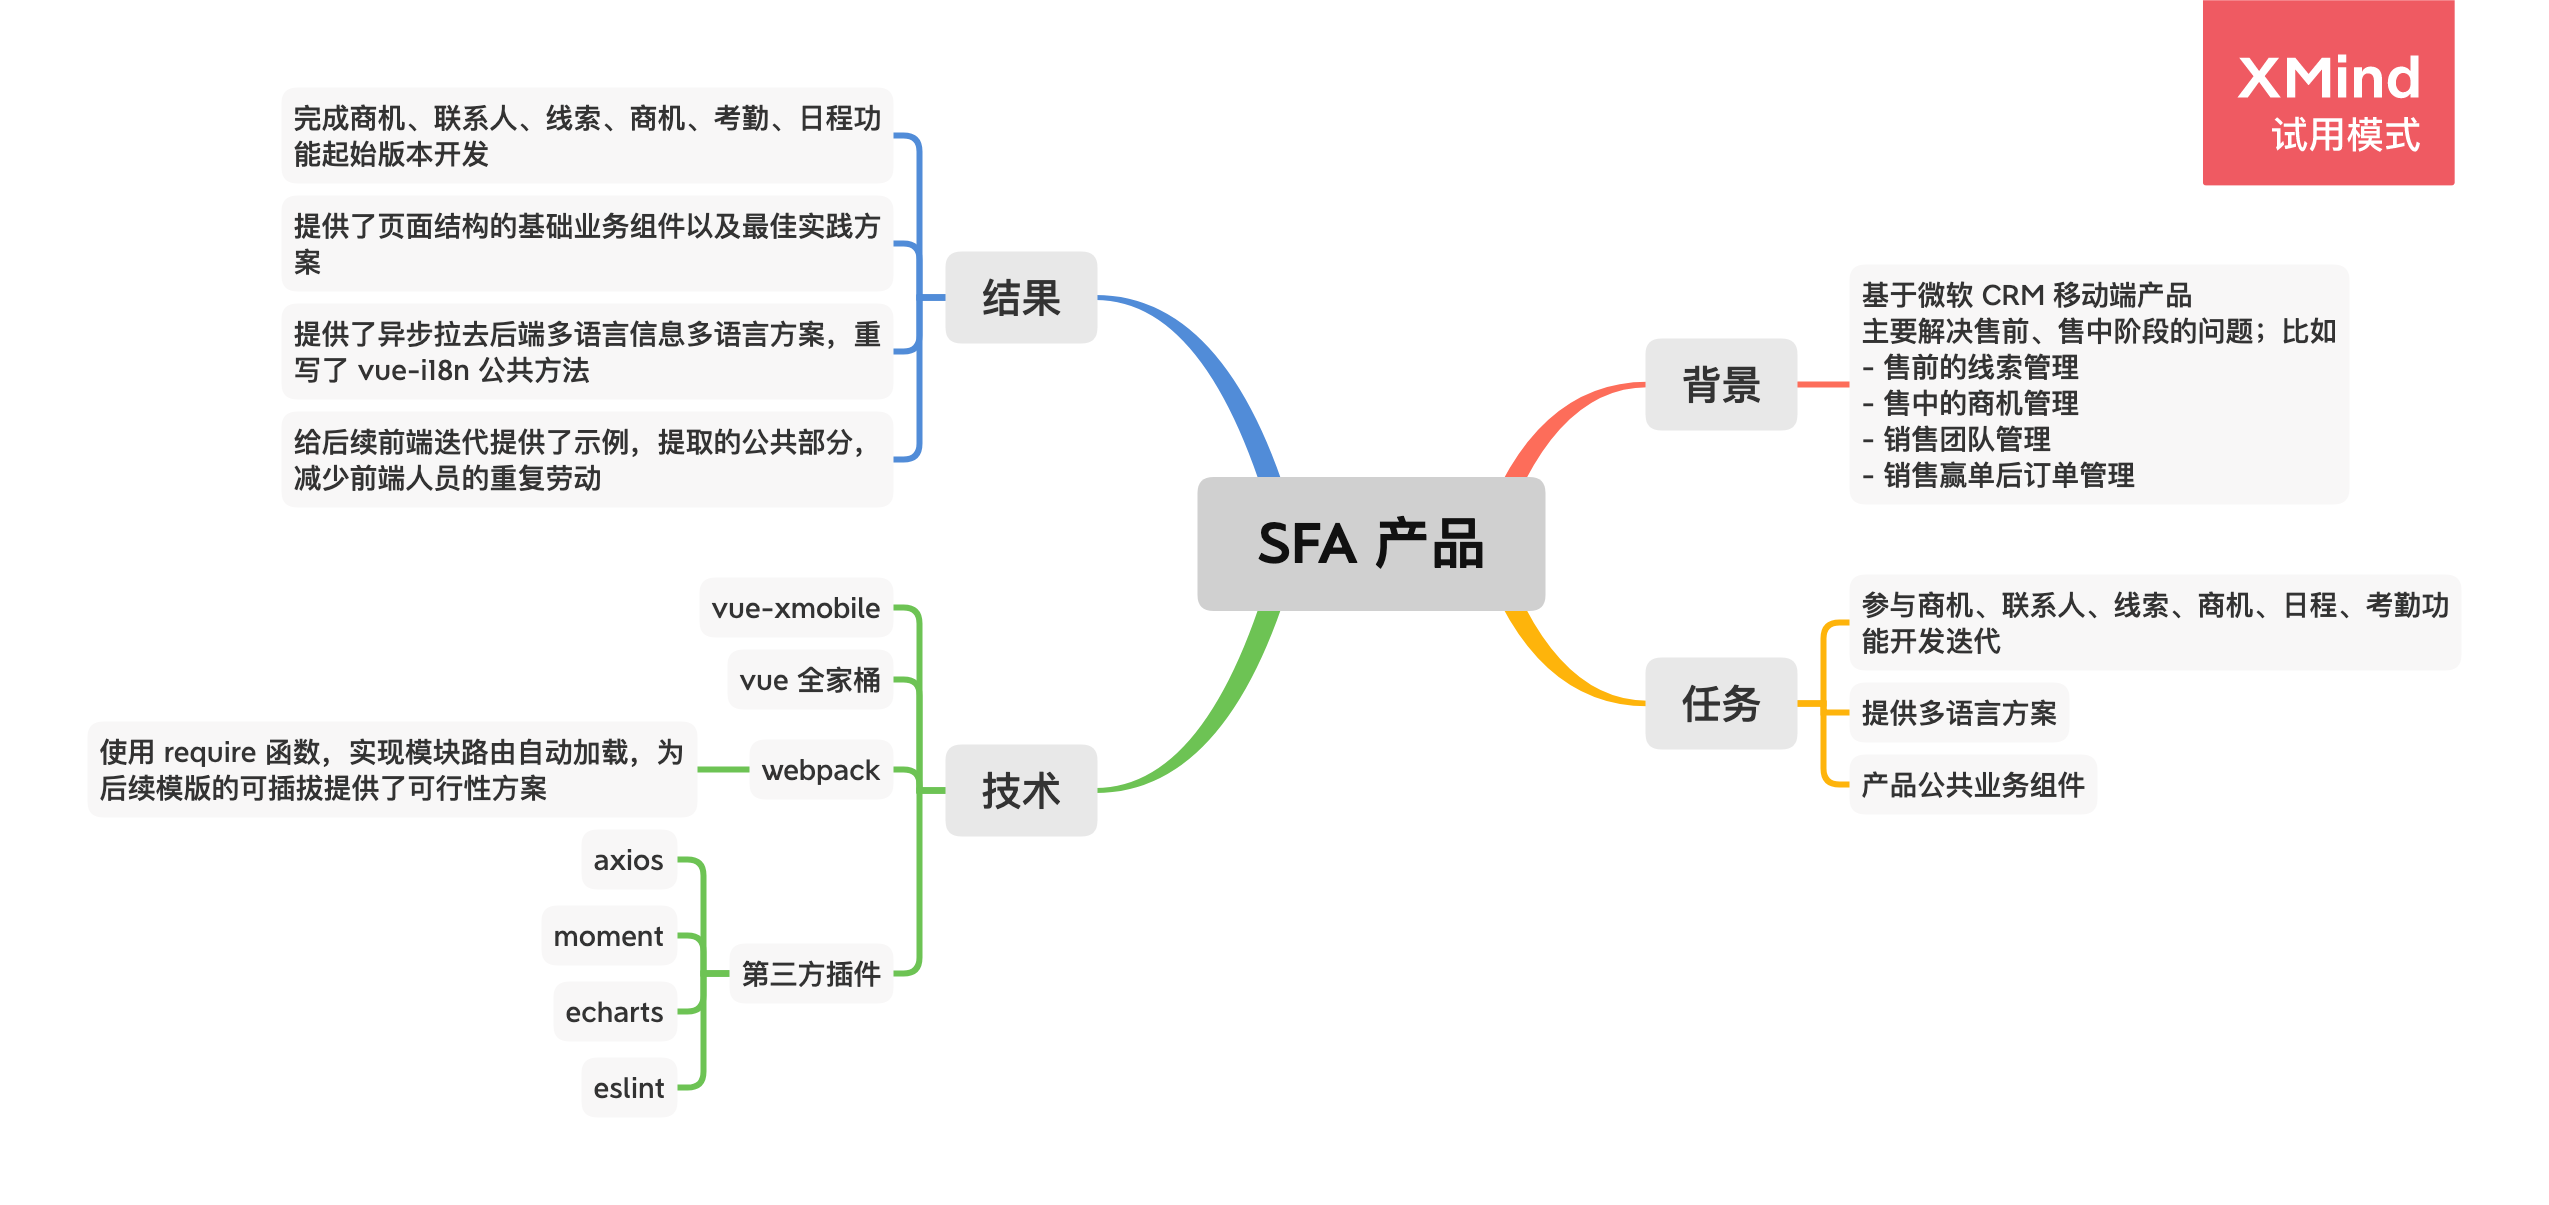 XMind
试用模式
SFA 产品
背景
基于微软 CRM 移动端产品
主要解决售前、售中阶段的问题；比如
- 售前的线索管理
- 售中的商机管理
- 销售团队管理
- 销售赢单后订单管理
任务
参与商机、联系人、线索、商机、日程、考勤功
能开发迭代
提供多语言方案
产品公共业务组件
结果
完成商机、联系人、线索、商机、考勤、日程功
能起始版本开发
提供了页面结构的基础业务组件以及最佳实践方
案
提供了异步拉去后端多语言信息多语言方案，重
写了 vue-i18n 公共方法
给后续前端迭代提供了示例，提取的公共部分，
减少前端人员的重复劳动
技术
vue-xmobile
vue 全家桶
webpack
使用 require 函数，实现模块路由自动加载，为
后续模版的可插拔提供了可行性方案
第三方插件
axios
moment
echarts
eslint